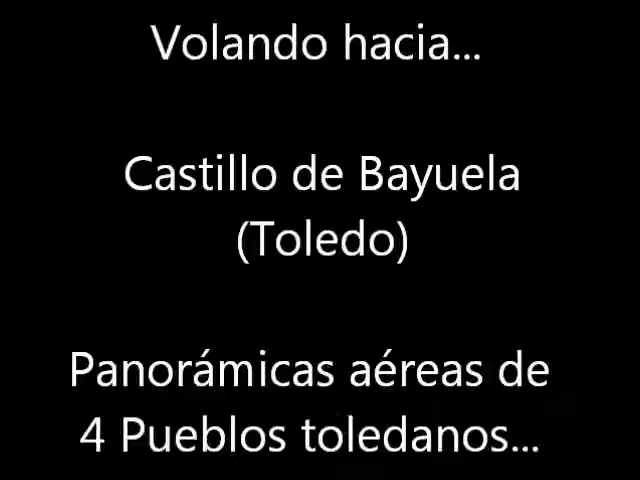 Volando hacia...
Castillo de Bayuela
(Toledo)
Panorámicas aéreas de
4 Pueblos toledanos...